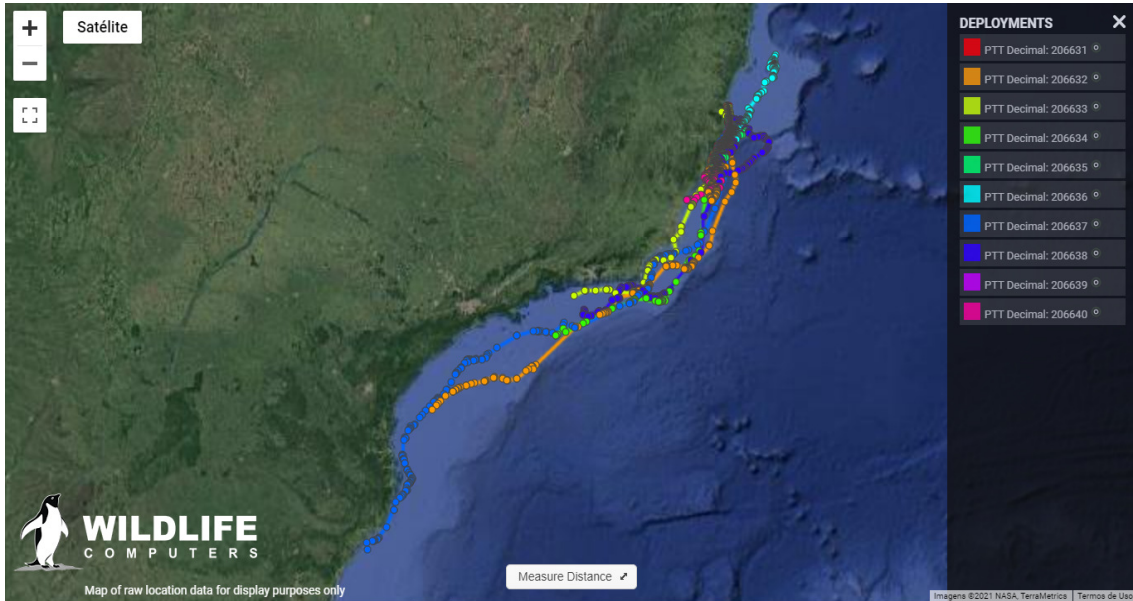 +
Satélite
−
DEPLOYMENTS
PTT Decimal: 206631
PTT Decimal: 206632
PTT Decimal: 206633
PTT Decimal: 206634
PTT Decimal: 206635
PTT Decimal: 206636
PTT Decimal: 206637
PTT Decimal: 206638
PTT Decimal: 206639
PTT Decimal: 206640
WILDLIFE
COMPUTERS
Map of raw location data for display purposes only
Measure Distance
Imagens ©2021 NASA, TerraMetrics
Termos de Uso